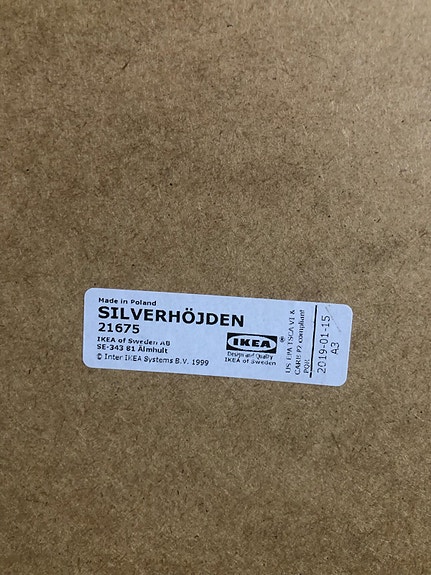 Made in Poland
SILVERHÖJDEN
21675
IKEA of Sweden AB
SE-343 81 Älmhult
© Inter IKEA Systems B.V. 1999
IKEA®
Design and Quality
IKEA of Sweden
US EPA TSCA VI &
CARB P2 compliant
2019-01-15
A3